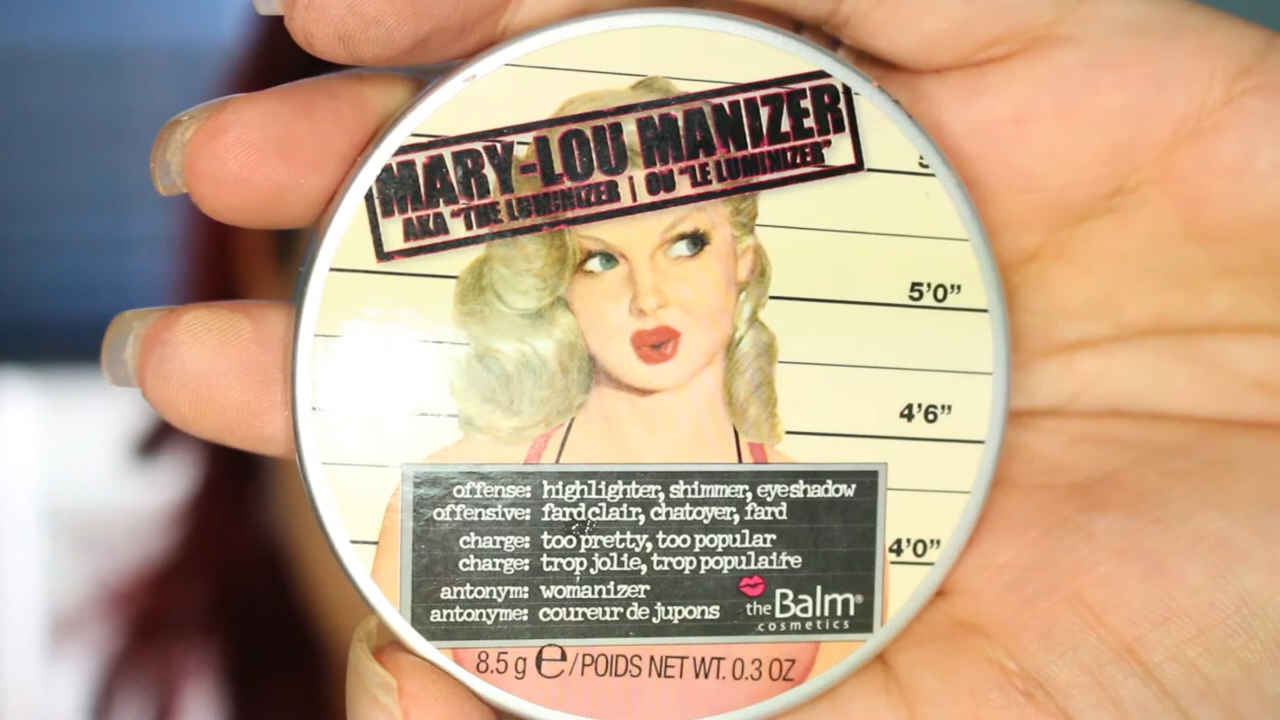 MARY-LOU MANIZER
AKA "THE LUMINIZER | OU "LE LUMINIZER"
5'0"
4'6"
4'0"
offense: highlighter, shimmer, eyeshadow
offensive: fard clair, chatoyer, fard
charge: too pretty, too popular
charge: trop jolie, trop populaire
antonym: womanizer
antonyme: coureur de jupons
theBalm®
cosmetics
8.5 g e/POIDS NET WT. 0.3 OZ